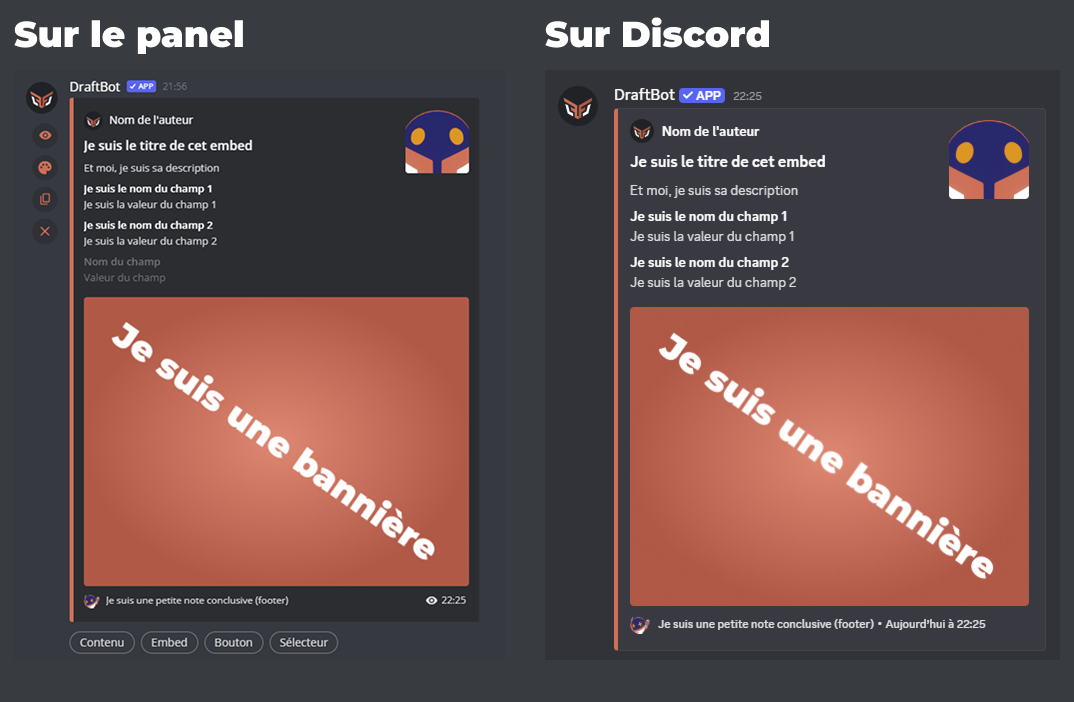 Sur le panel
DraftBot ✓ APP 21:56
Nom de l'auteur
Je suis le titre de cet embed
Et moi, je suis sa description
Je suis le nom du champ 1
Je suis la valeur du champ 1
Je suis le nom du champ 2
Je suis la valeur du champ 2
Nom du champ
Valeur du champ
Je suis une bannière
Je suis une petite note conclusive (footer) 22:25
Contenu Embed Bouton Sélecteur
Sur Discord
DraftBot ✓ APP 22:25
Nom de l'auteur
Je suis le titre de cet embed
Et moi, je suis sa description
Je suis le nom du champ 1
Je suis la valeur du champ 1
Je suis le nom du champ 2
Je suis la valeur du champ 2
Je suis une bannière
Je suis une petite note conclusive (footer) • Aujourd'hui à 22:25